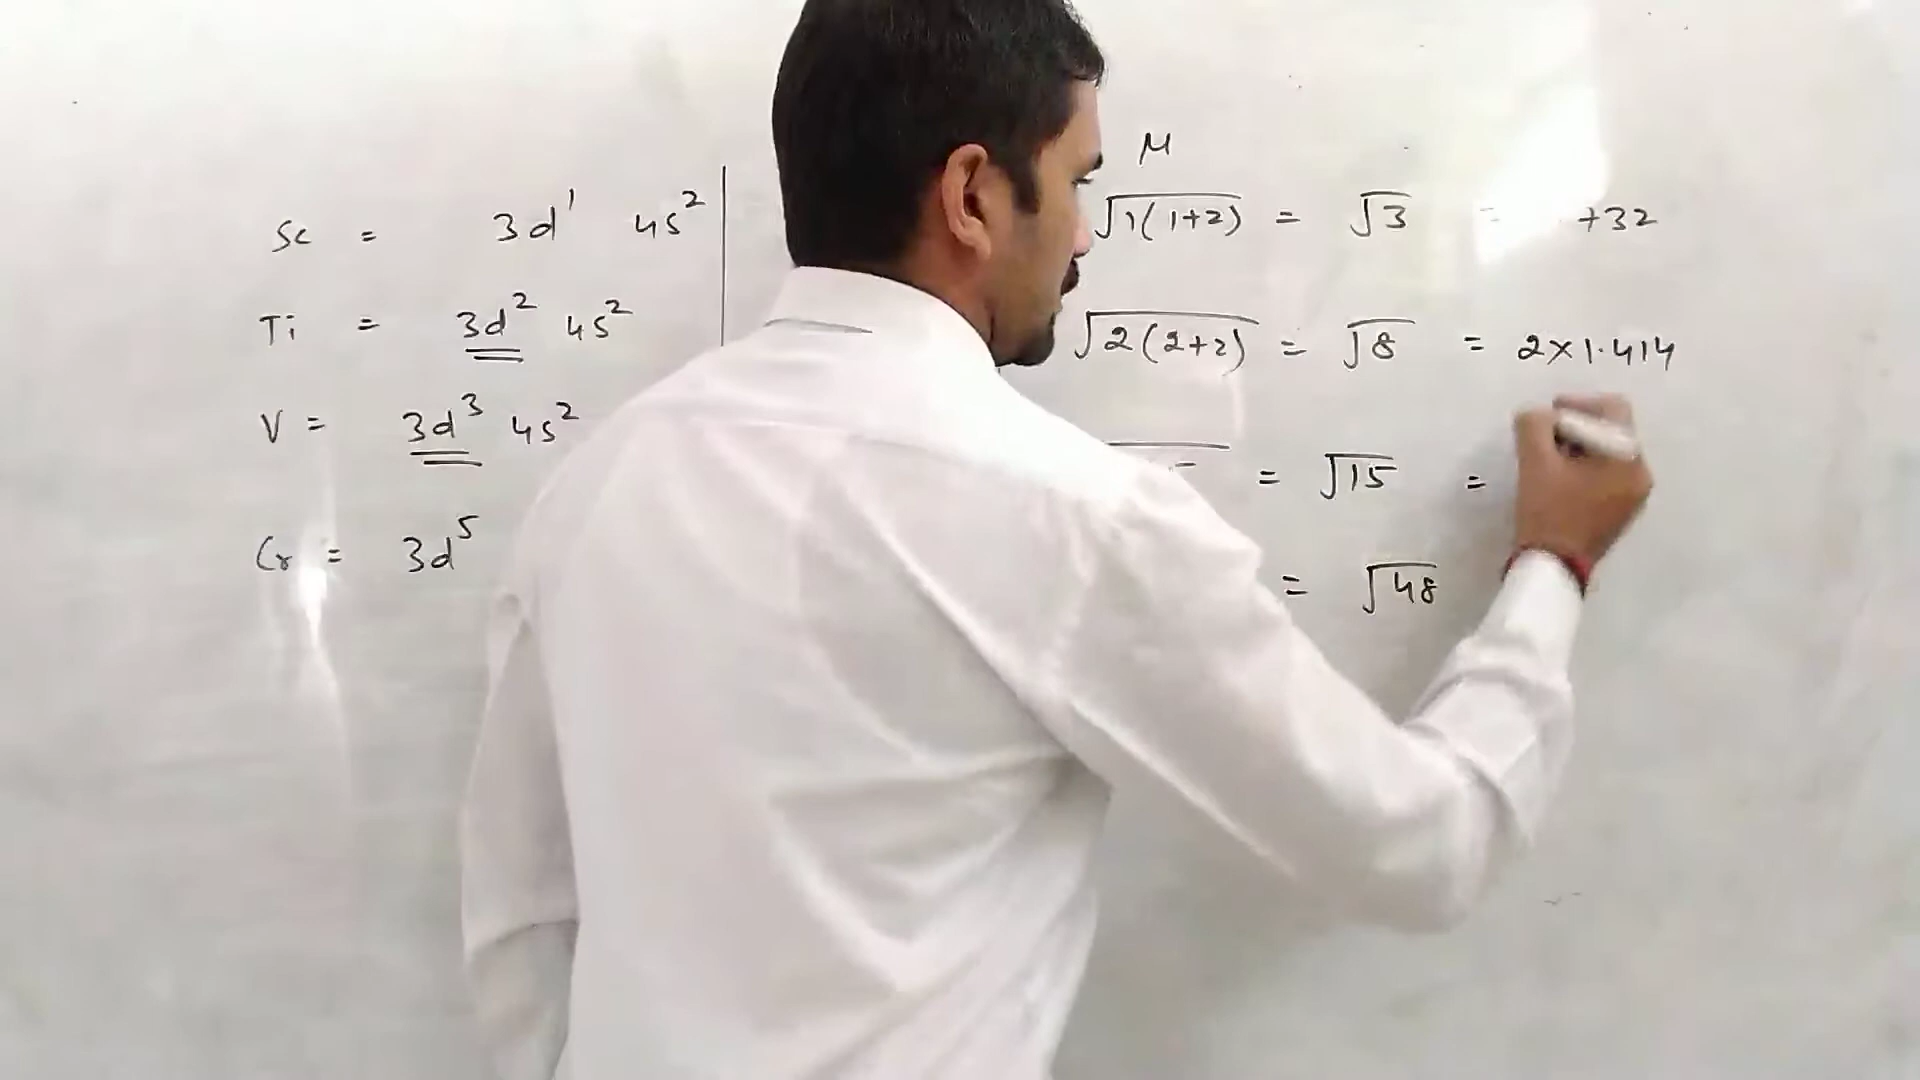 μ
Sc = 3d¹ 4s² √1(1+2) = √3 = +32
Ti = 3d² 4s² √2(2+2) = √8 = 2×1.414
V = 3d³ 4s² = √15 =
Cr = 3d⁵ = √48